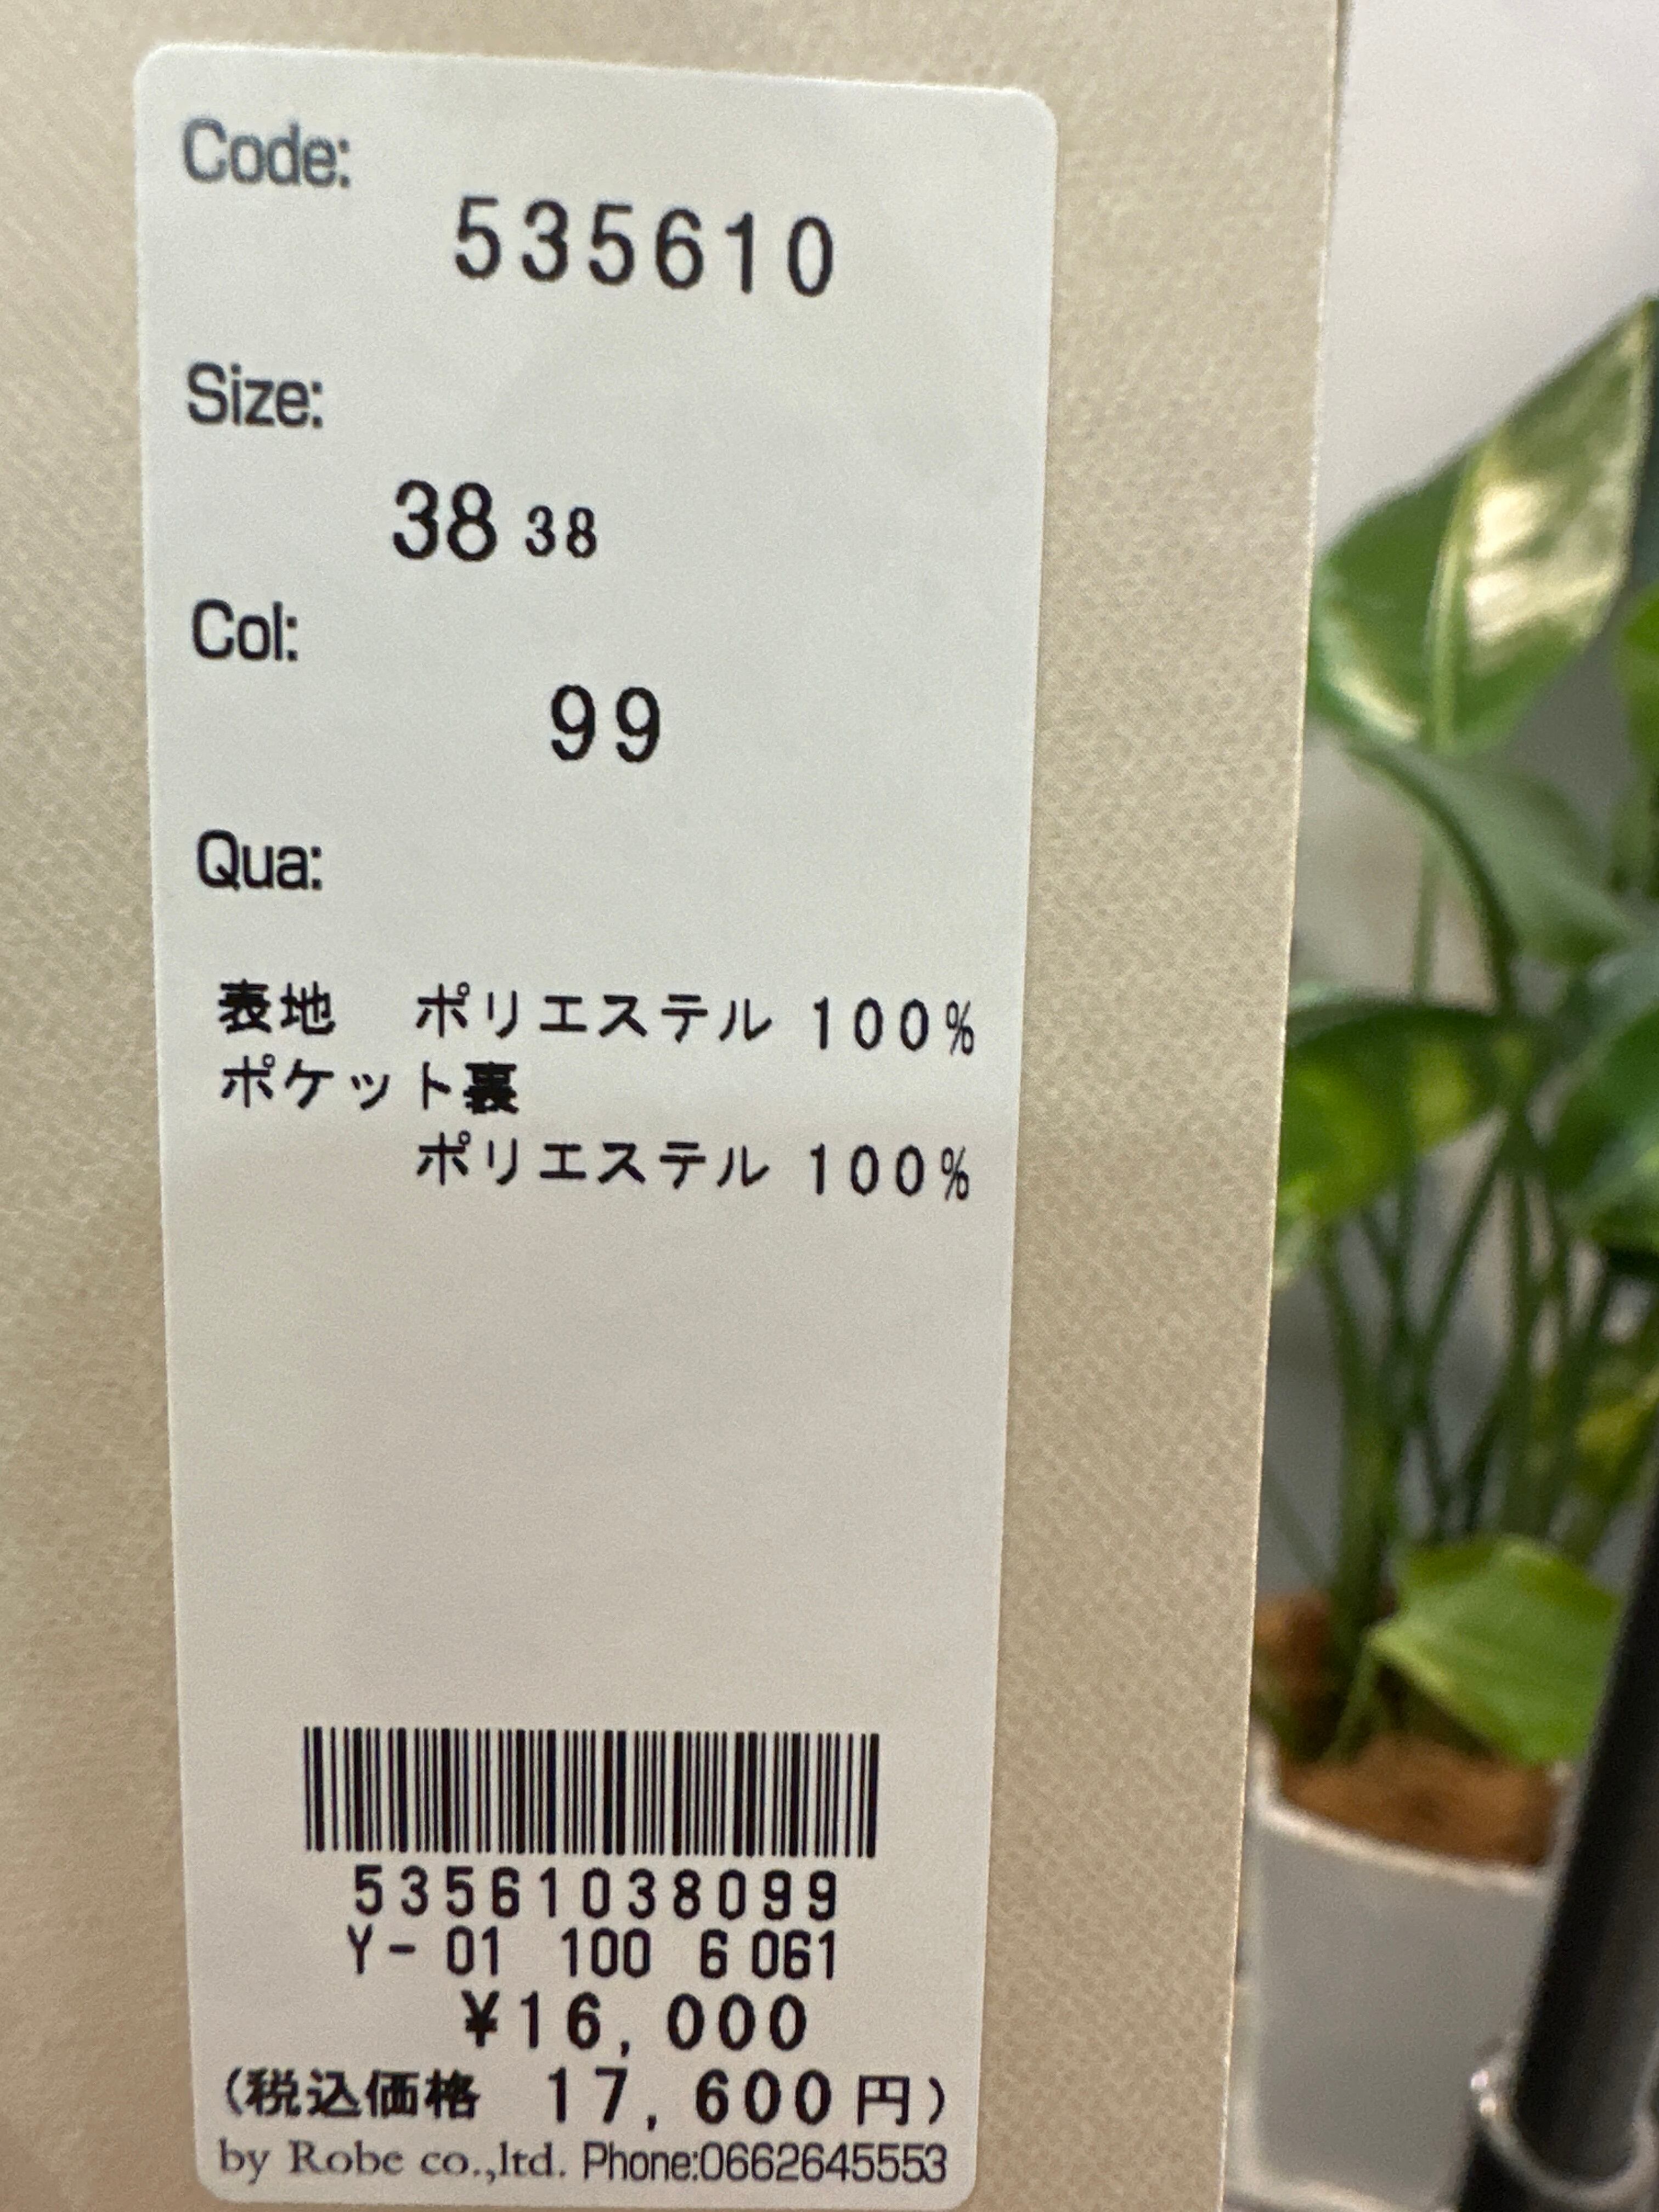 Code:
535610
Size:
38 38
Col:
99
Qua:
表地 ポリエステル 100%
ポケット裏
ポリエステル 100%
53561038099
Y- 01 100 6 061
¥16,000
(税込価格 17,600円)
by Robe co.,ltd. Phone:0662645553